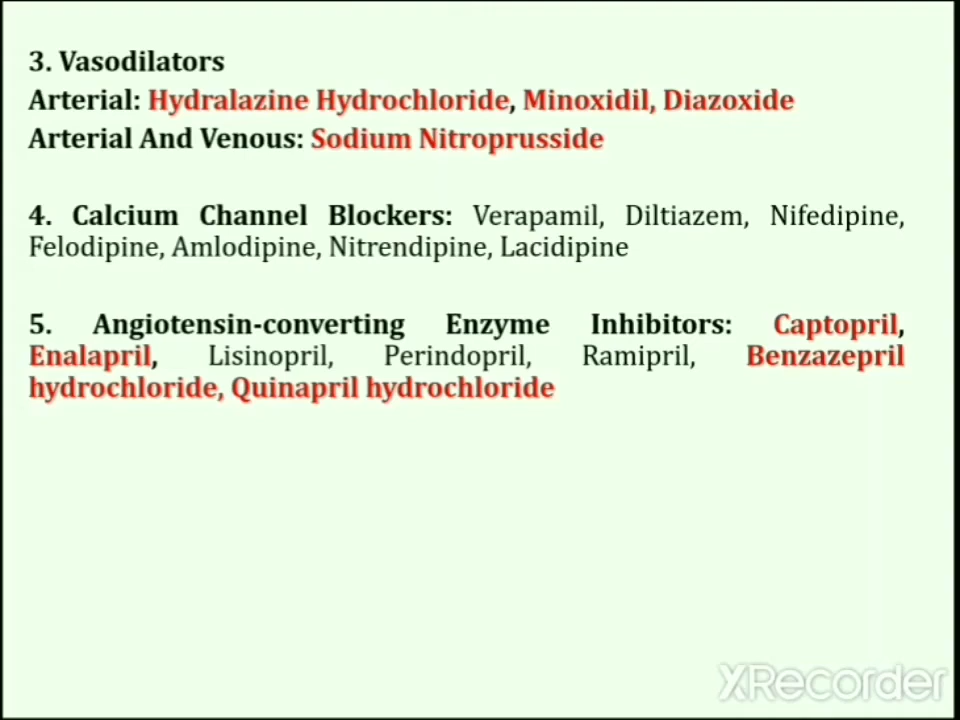 3. Vasodilators
Arterial: Hydralazine Hydrochloride, Minoxidil, Diazoxide
Arterial And Venous: Sodium Nitroprusside
4. Calcium Channel Blockers: Verapamil, Diltiazem, Nifedipine,
Felodipine, Amlodipine, Nitrendipine, Lacidipine
5. Angiotensin-converting Enzyme Inhibitors: Captopril,
Enalapril, Lisinopril, Perindopril, Ramipril, Benzazepril
hydrochloride, Quinapril hydrochloride
XRecorder